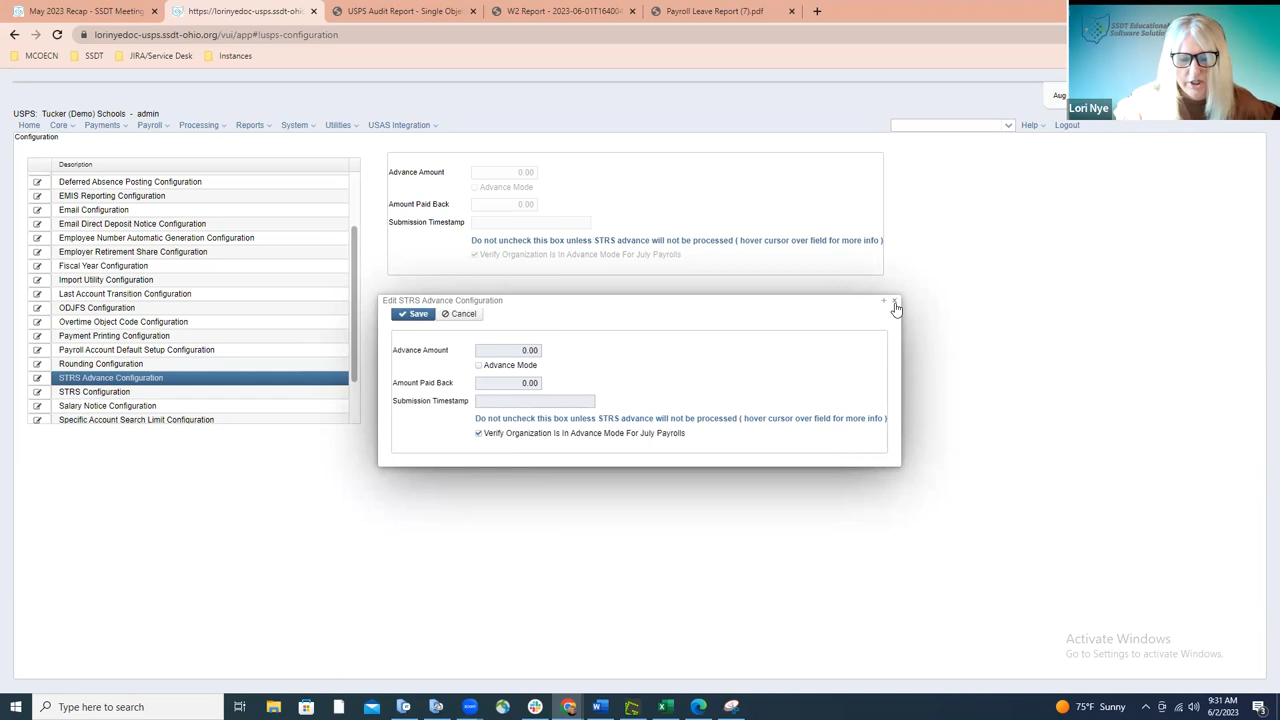 May 2023 - SSDT Meeting
https://lorinyedoc-usps.ssdt-ohio
USPS Audit Report - Single Objec
W2 Report - 2023-06-01T164004
Payroll Leave Report (7).pdf
lorinyedoc-usps.ssdt-ohio.org/vui/app#!uspsconfiguration
MCOECN
SSDT
JIRA/Service Desk
Instances
SSDT Educational
Software Solutions
Lori Nye
Aug
USPS: Tucker (Demo) Schools - admin
Home Core Payments Payroll Processing Reports System Utilities USAS Integration Help Logout
Configuration
Description
Deferred Absence Posting Configuration
EMIS Reporting Configuration
Email Configuration
Email Direct Deposit Notice Configuration
Employee Number Automatic Generation Configuration
Employer Retirement Share Configuration
Fiscal Year Configuration
Import Utility Configuration
Last Account Transition Configuration
ODJFS Configuration
Overtime Object Code Configuration
Payment Printing Configuration
Payroll Account Default Setup Configuration
Rounding Configuration
STRS Advance Configuration
STRS Configuration
Salary Notice Configuration
Specific Account Search Limit Configuration
Advance Amount 0.00
Advance Mode
Amount Paid Back 0.00
Submission Timestamp
Do not uncheck this box unless STRS advance will not be processed ( hover cursor over field for more info )
Verify Organization Is In Advance Mode For July Payrolls
Edit STRS Advance Configuration
Save Cancel
Advance Amount 0.00
Advance Mode
Amount Paid Back 0.00
Submission Timestamp
Do not uncheck this box unless STRS advance will not be processed ( hover cursor over field for more info )
Verify Organization Is In Advance Mode For July Payrolls
Activate Windows
Go to Settings to activate Windows.
Type here to search
75°F Sunny
9:31 AM
6/2/2023
3